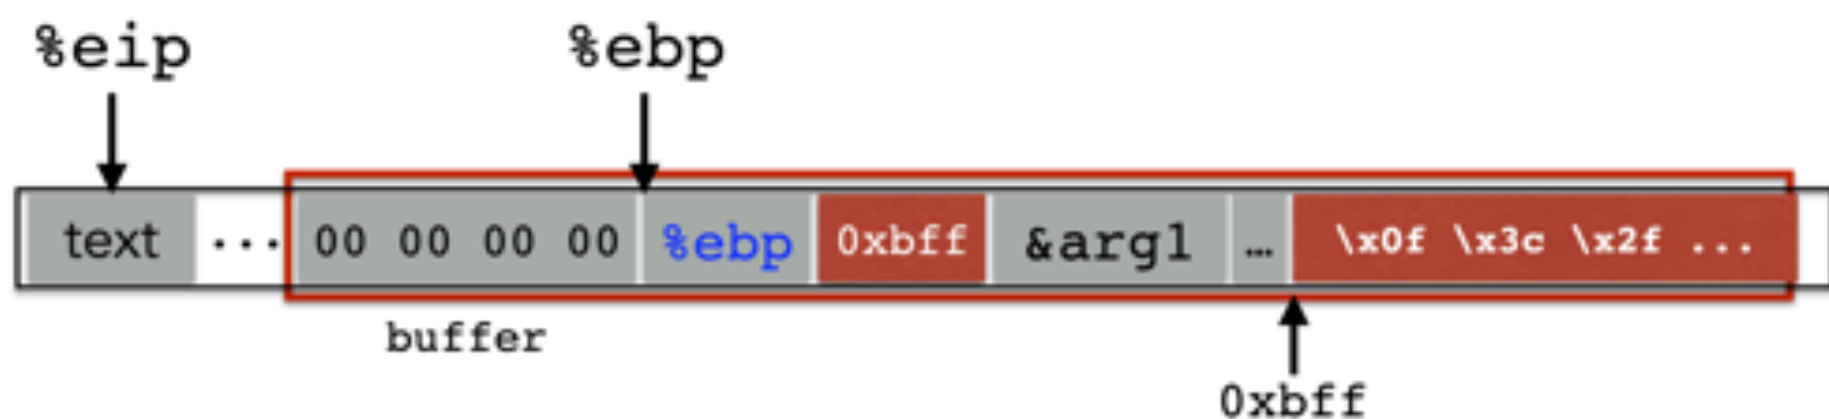 %eip %ebp
text ... 00 00 00 00 %ebp 0xbff &arg1 ... \x0f \x3c \x2f ...
buffer
0xbff